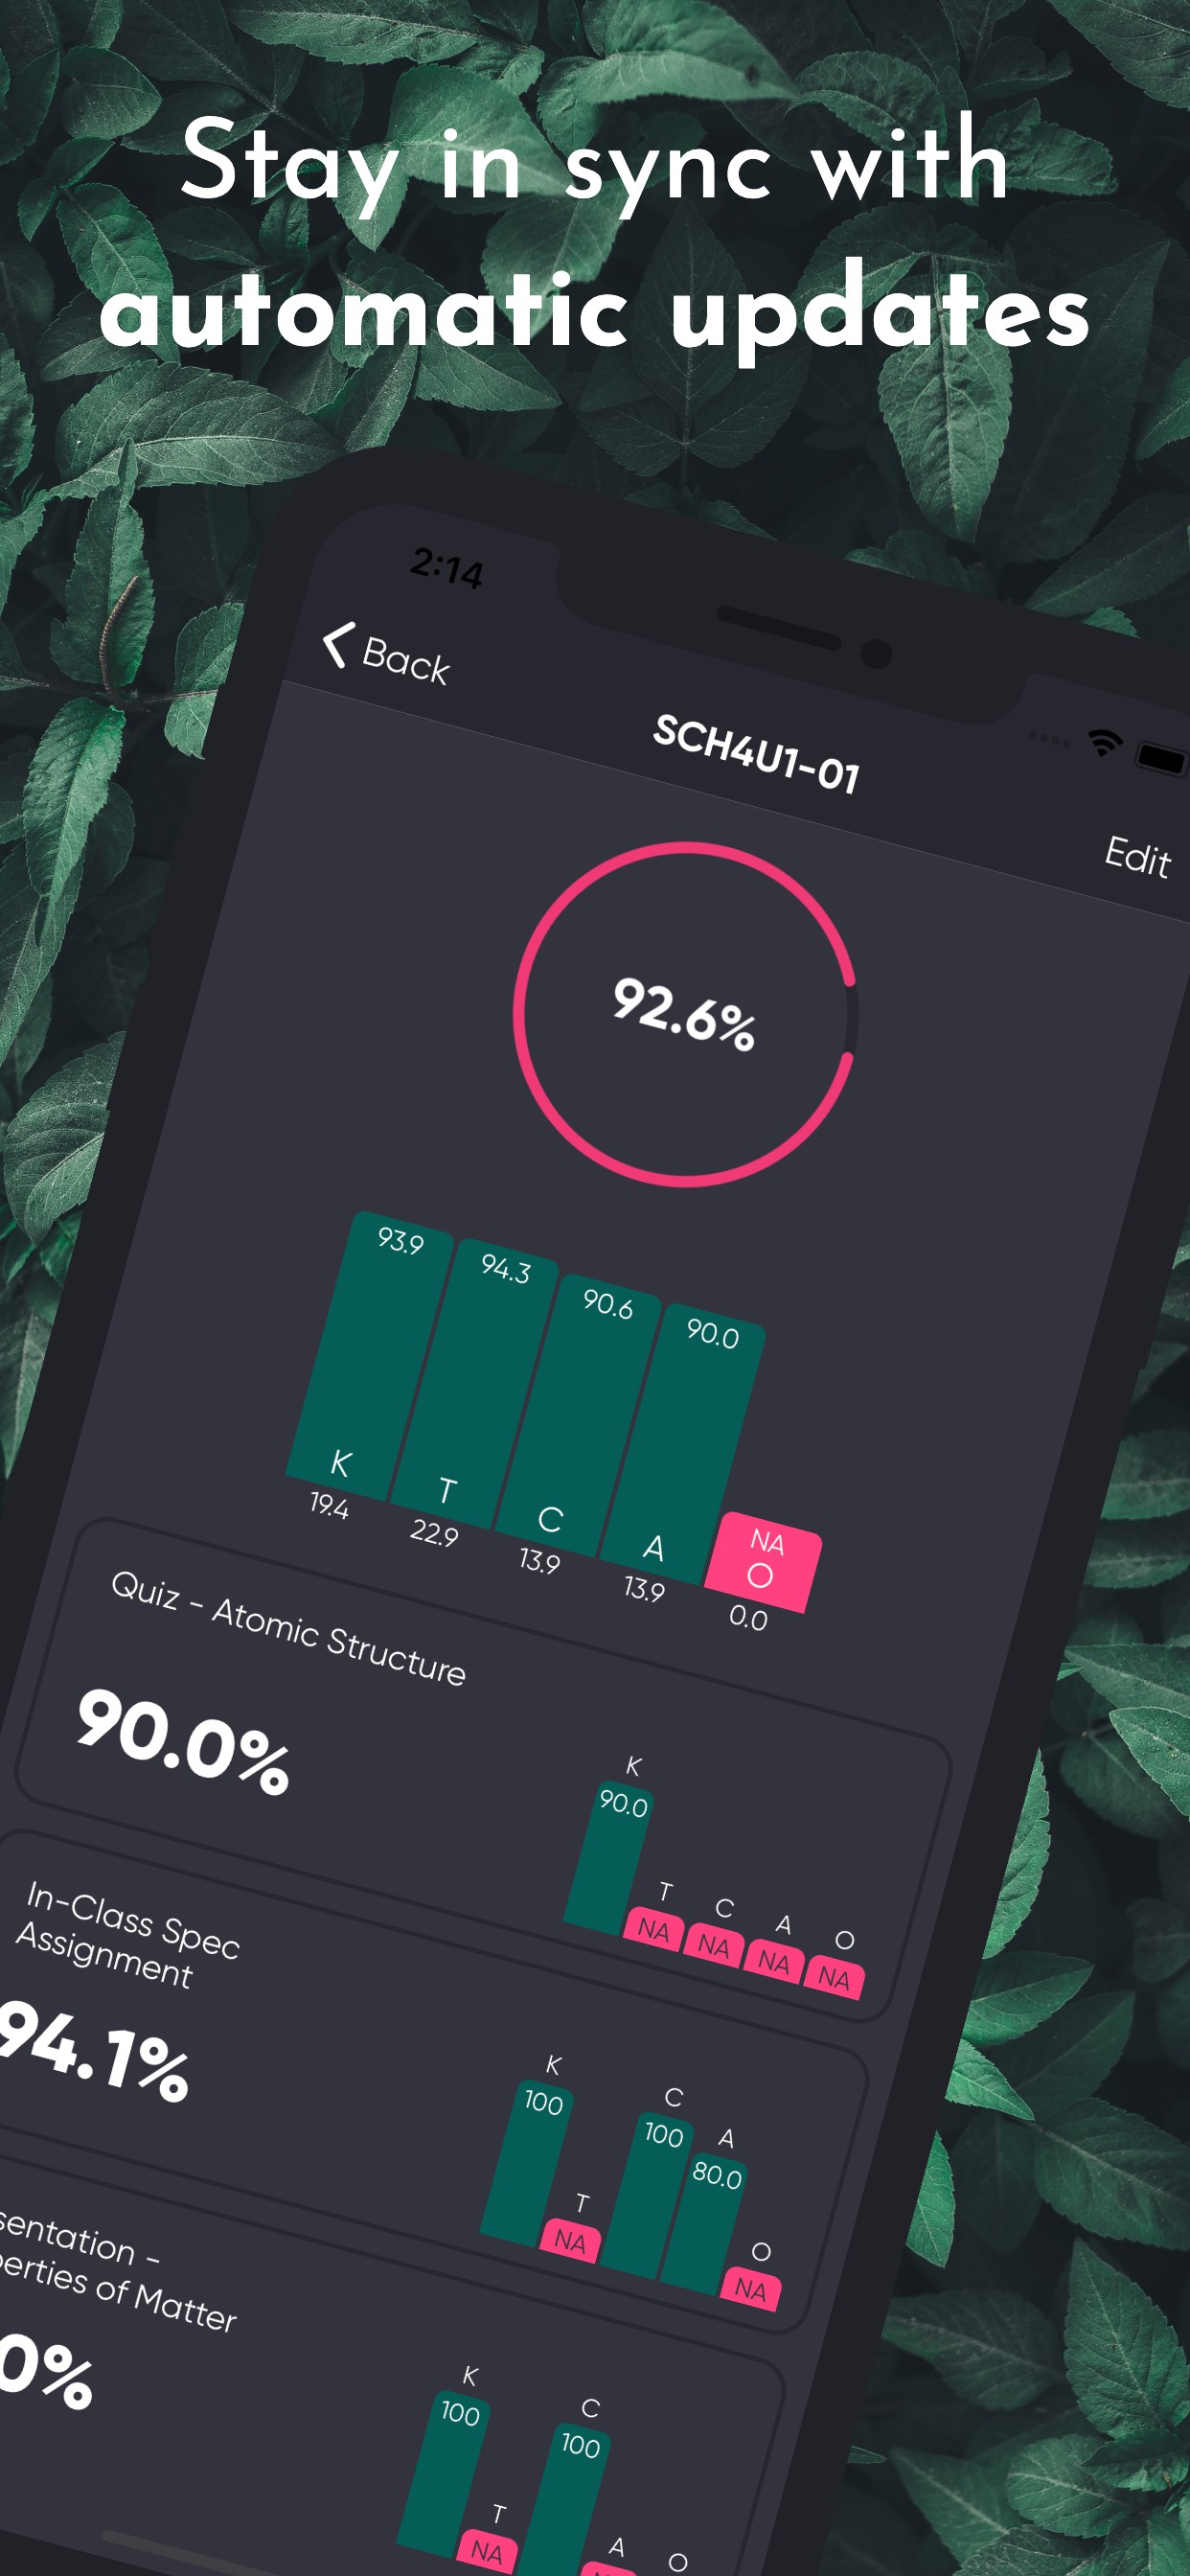 Stay in sync with
automatic updates
2:14
Back
SCH4U1-01
Edit
92.6%
93.9
94.3
90.6
90.0
NA
K
T
C
A
O
19.4
22.9
13.9
13.9
0.0
Quiz - Atomic Structure
90.0%
K
90.0
T
C
A
O
NA
NA
NA
NA
In-Class Spec
Assignment
94.1%
K
100
T
NA
C
100
A
80.0
O
NA
sentation -
perties of Matter
0%
K
100
T
NA
C
100
A
O